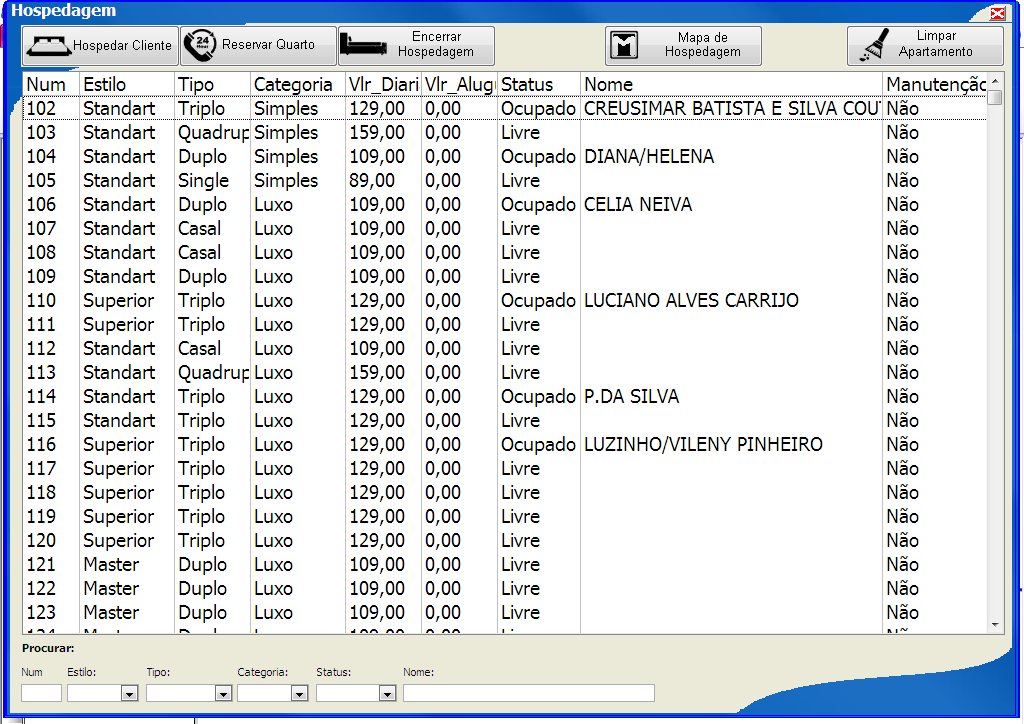 Hospedagem
Hospedar Cliente
24 Hour Reservar Quarto
Encerrar Hospedagem
Mapa de Hospedagem
Limpar Apartamento
Num Estilo Tipo Categoria Vlr_Diari Vlr_Alug Status Nome Manutenção
102 Standart Triplo Simples 129,00 0,00 Ocupado CREUSIMAR BATISTA E SILVA COU Não
103 Standart Quadrup Simples 159,00 0,00 Livre Não
104 Standart Duplo Simples 109,00 0,00 Ocupado DIANA/HELENA Não
105 Standart Single Simples 89,00 0,00 Livre Não
106 Standart Duplo Luxo 109,00 0,00 Ocupado CELIA NEIVA Não
107 Standart Casal Luxo 109,00 0,00 Livre Não
108 Standart Casal Luxo 109,00 0,00 Livre Não
109 Standart Duplo Luxo 109,00 0,00 Livre Não
110 Superior Triplo Luxo 129,00 0,00 Ocupado LUCIANO ALVES CARRIJO Não
111 Superior Triplo Luxo 129,00 0,00 Livre Não
112 Standart Casal Luxo 109,00 0,00 Livre Não
113 Standart Quadrup Luxo 159,00 0,00 Livre Não
114 Standart Triplo Luxo 129,00 0,00 Ocupado P.DA SILVA Não
115 Standart Triplo Luxo 129,00 0,00 Livre Não
116 Superior Triplo Luxo 129,00 0,00 Ocupado LUZINHO/VILENY PINHEIRO Não
117 Superior Triplo Luxo 129,00 0,00 Livre Não
118 Superior Triplo Luxo 129,00 0,00 Livre Não
119 Superior Triplo Luxo 129,00 0,00 Livre Não
120 Superior Triplo Luxo 129,00 0,00 Livre Não
121 Master Duplo Luxo 109,00 0,00 Livre Não
122 Master Duplo Luxo 109,00 0,00 Livre Não
123 Master Duplo Luxo 109,00 0,00 Livre Não
Procurar:
Num Estilo: Tipo: Categoria: Status: Nome: